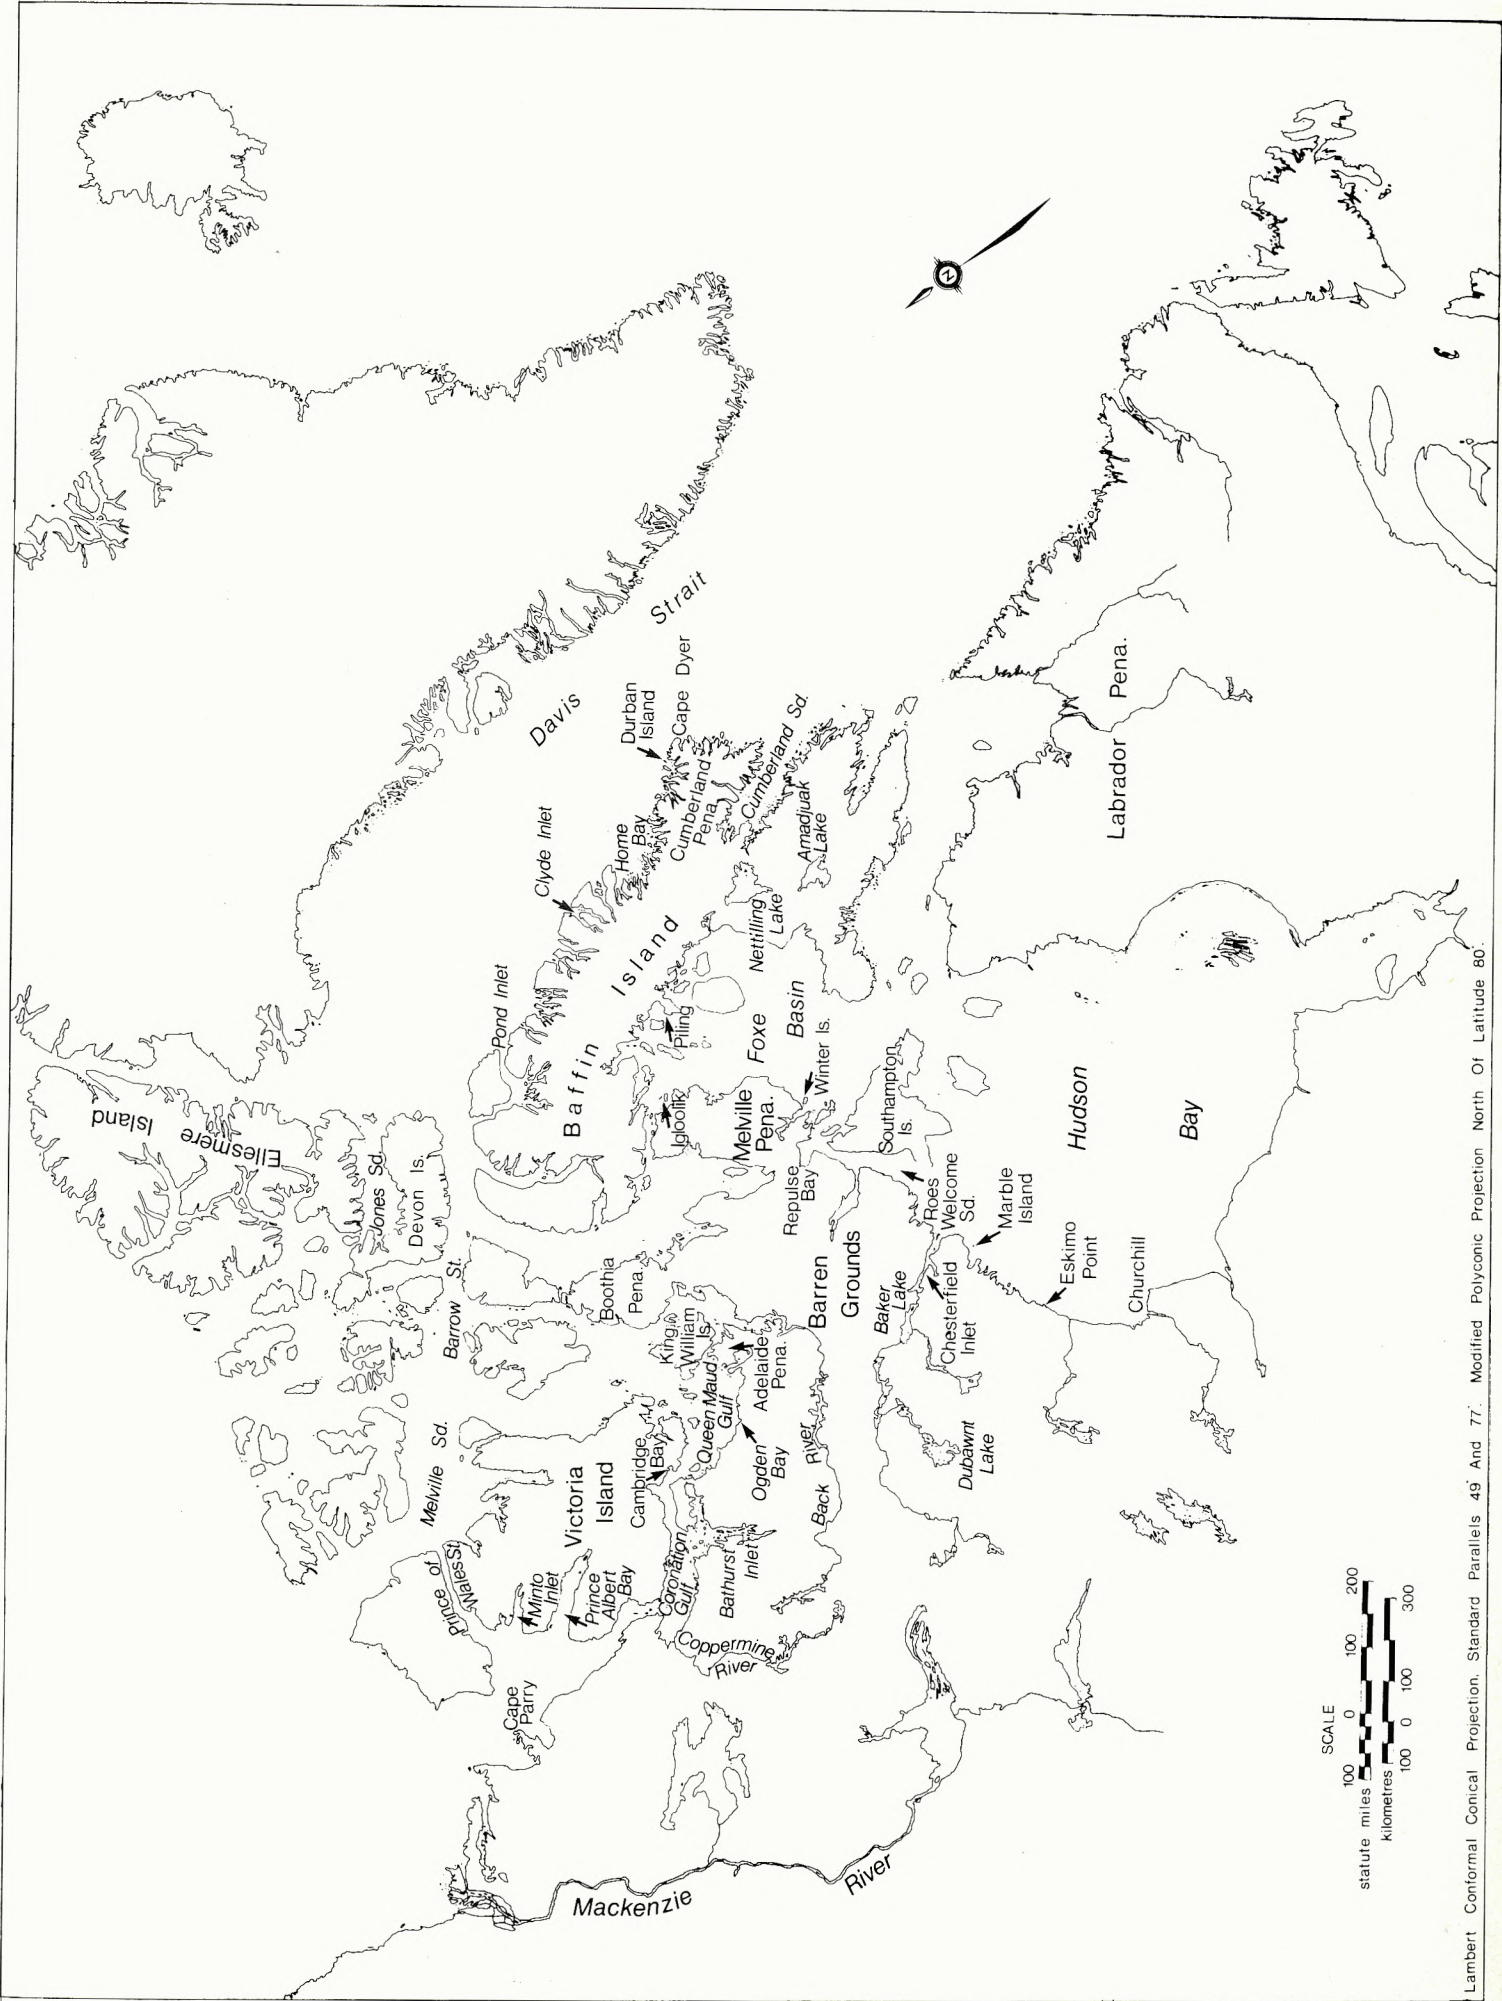 Ellesmere
Island
Jones Sd.
Devon Is.
Barrow St.
Melville Sd.
Prince of
Wales St.
Minto
Inlet
Prince
Albert
Bay
Victoria
Island
Cambridge
Bay
Coronation
Gulf
Bathurst
Inlet
Coppermine
River
Cape
Parry
Mackenzie
River
Boothia
Pena.
King
William
Is.
Queen Maud
Gulf
Adelaide
Pena.
Ogden
Bay
Back River
Pond Inlet
Clyde Inlet
Home
Bay
Durban
Island
Cape Dyer
Davis Strait
Cumberland
Pena.
Cumberland Sd.
Amadjuak
Lake
Nettilling
Lake
Baffin Island
Piling
Igloolik
Foxe
Basin
Melville
Pena.
Winter Is.
Southampton
Is.
Repulse
Bay
Roes
Welcome
Sd.
Marble
Island
Barren
Grounds
Baker
Lake
Chesterfield
Inlet
Eskimo
Point
Churchill
Dubawnt
Lake
Hudson
Bay
Labrador Pena.
N
SCALE
100 0 100 200
statute miles
kilometres
100 0 100 300
Lambert Conformal Conical Projection, Standard Parallels 49° And 77°. Modified Polyconic Projection North Of Latitude 80°.